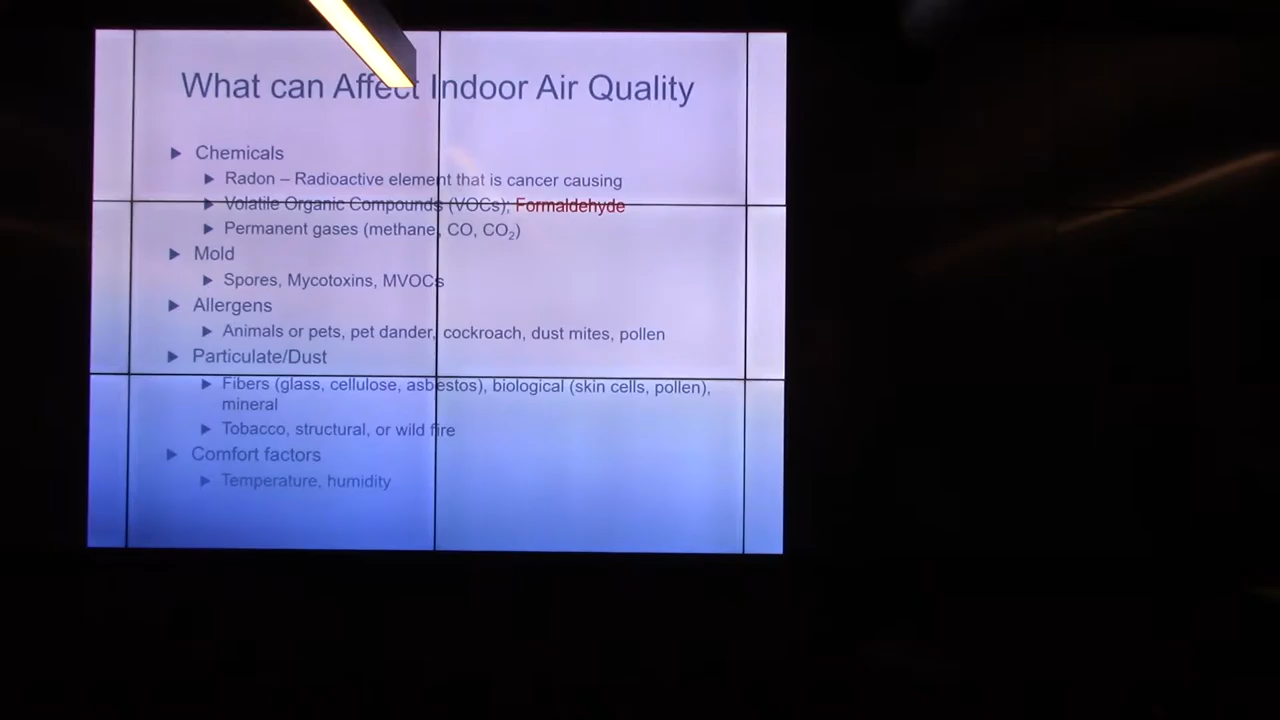 What can Affect Indoor Air Quality
Chemicals
Radon – Radioactive element that is cancer causing
Volatile Organic Compounds (VOCs); Formaldehyde
Permanent gases (methane, CO, CO₂)
Mold
Spores, Mycotoxins, MVOCs
Allergens
Animals or pets, pet dander, cockroach, dust mites, pollen
Particulate/Dust
Fibers (glass, cellulose, asbestos), biological (skin cells, pollen),
mineral
Tobacco, structural, or wild fire
Comfort factors
Temperature, humidity